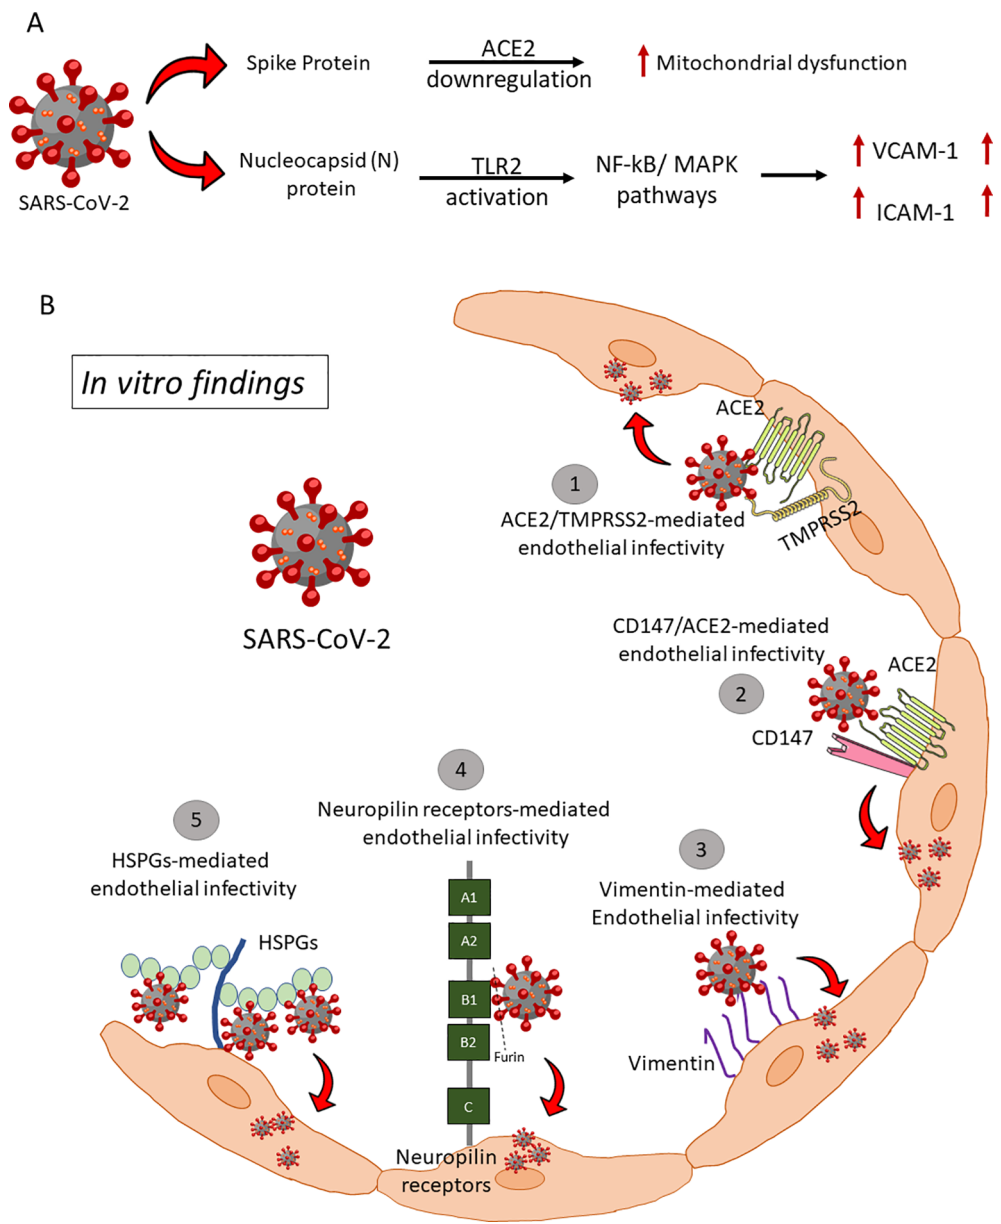 A
Spike Protein
ACE2
downregulation
Mitochondrial dysfunction
SARS-CoV-2
Nucleocapsid (N)
protein
TLR2
activation
NF-kB/ MAPK
pathways
VCAM-1
ICAM-1
B
In vitro findings
SARS-CoV-2
1
ACE2/TMPRSS2-mediated
endothelial infectivity
ACE2
TMPRSS2
CD147/ACE2-mediated
endothelial infectivity
2
ACE2
CD147
3
Vimentin-mediated
Endothelial infectivity
Vimentin
4
Neuropilin receptors-mediated
endothelial infectivity
A1
A2
B1
B2
C
Furin
Neuropilin
receptors
5
HSPGs-mediated
endothelial infectivity
HSPGs